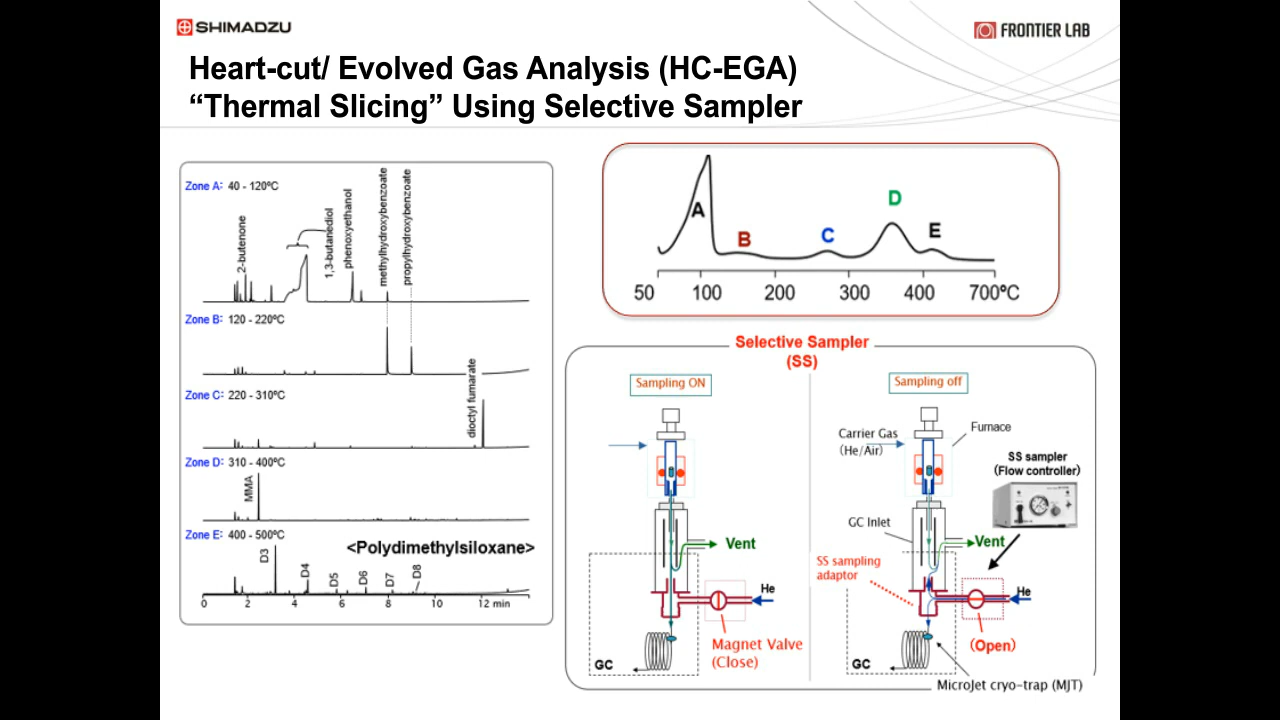 SHIMADZU
FRONTIER LAB
Heart-cut/ Evolved Gas Analysis (HC-EGA)
“Thermal Slicing” Using Selective Sampler
Zone A: 40 - 120ºC
2-butenone
1,3-butanediol
phenoxyethanol
methylhydroxybenzoate
propylhydroxybenzoate
Zone B: 120 - 220ºC
Zone C: 220 - 310ºC
dioctyl fumarate
Zone D: 310 - 400ºC
MMA
Zone E: 400 - 500ºC
<Polydimethylsiloxane>
D3
D4
D5
D6
D7
D8
0 2 4 6 8 10 12 min
A
B
C
D
E
50 100 200 300 400 700ºC
Selective Sampler
(SS)
Sampling ON
Vent
He
Magnet Valve
(Close)
GC
Sampling off
Carrier Gas
(He/Air)
Furnace
SS sampler
(Flow controller)
GC Inlet
Vent
SS sampling
adaptor
He
(Open)
GC
MicroJet cryo-trap (MJT)